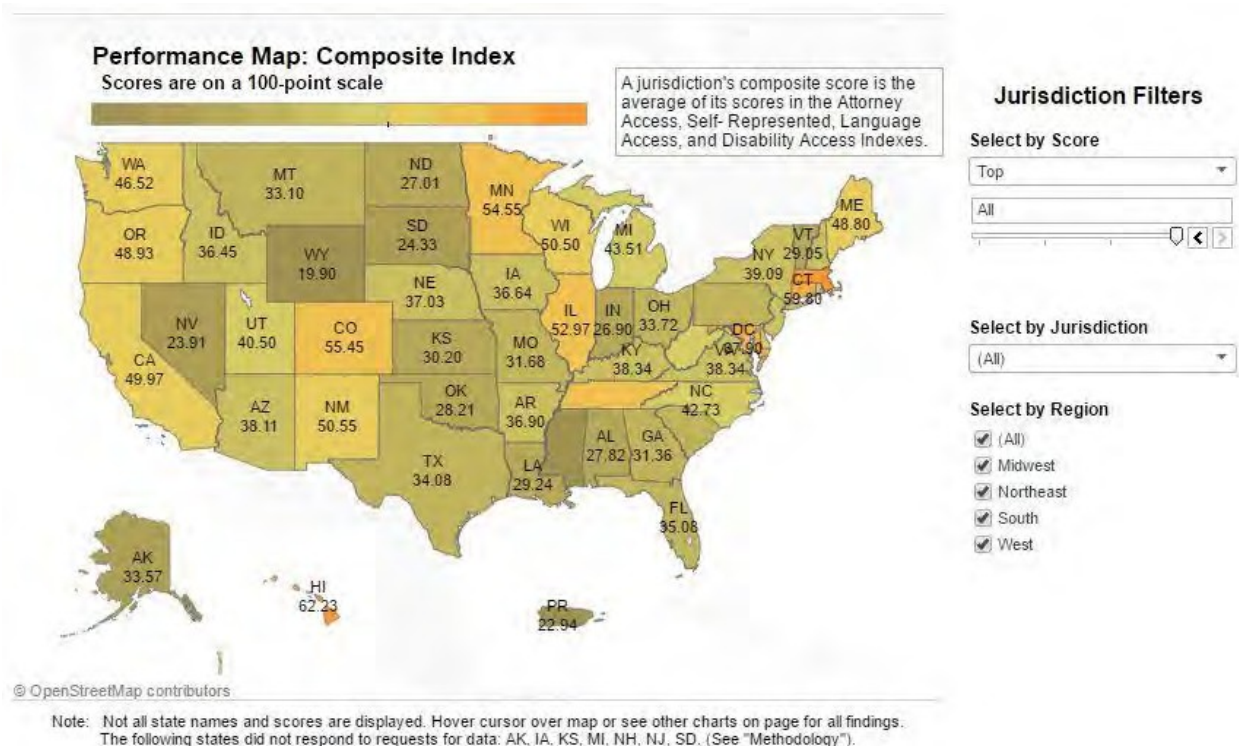 Performance Map: Composite Index
Scores are on a 100-point scale
A jurisdiction's composite score is the
average of its scores in the Attorney
Access, Self- Represented, Language
Access, and Disability Access Indexes.
WA
46.52
MT
33.10
ND
27.01
MN
54.55
OR
48.93
ID
36.45
WY
19.90
SD
24.33
WI
50.50
MI
43.51
ME
48.80
VT
29.05
NY
39.09
CT
59.80
NV
23.91
UT
40.50
CO
55.45
NE
37.03
IA
36.64
IL
52.97
IN
26.90
OH
33.72
DC
CA
49.97
KS
30.20
MO
31.68
KY
38.34
VA
38.34
AZ
38.11
NM
50.55
OK
28.21
AR
36.90
NC
42.73
TX
34.08
LA
29.24
AL
27.82
GA
31.36
FL
35.08
AK
33.57
HI
62.23
PR
22.94
© OpenStreetMap contributors
Note: Not all state names and scores are displayed. Hover cursor over map or see other charts on page for all findings.
The following states did not respond to requests for data: AK, IA, KS, MI, NH, NJ, SD. (See "Methodology").
Jurisdiction Filters
Select by Score
Top
All
Select by Jurisdiction
(All)
Select by Region
(All)
Midwest
Northeast
South
West